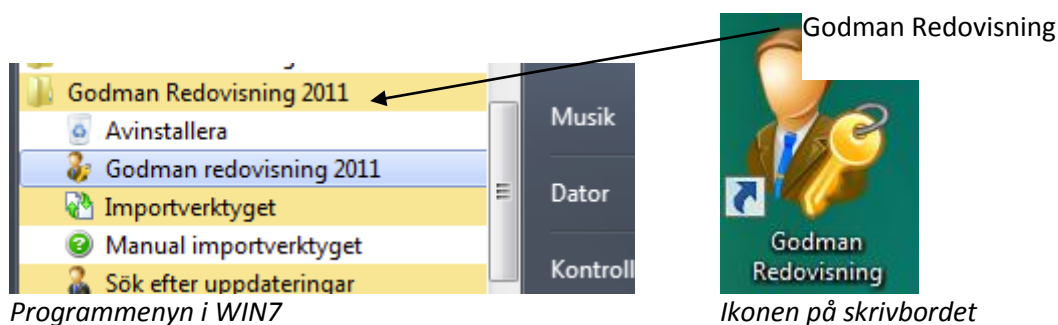 Godman Redovisning
Godman Redovisning 2011
Avinstallera
Godman redovisning 2011
Importverktyget
Manual importverktyget
Sök efter uppdateringar
Musik
Dator
Kontroll
Godman
Redovisning
Programmenyn i WIN7
Ikonen på skrivbordet